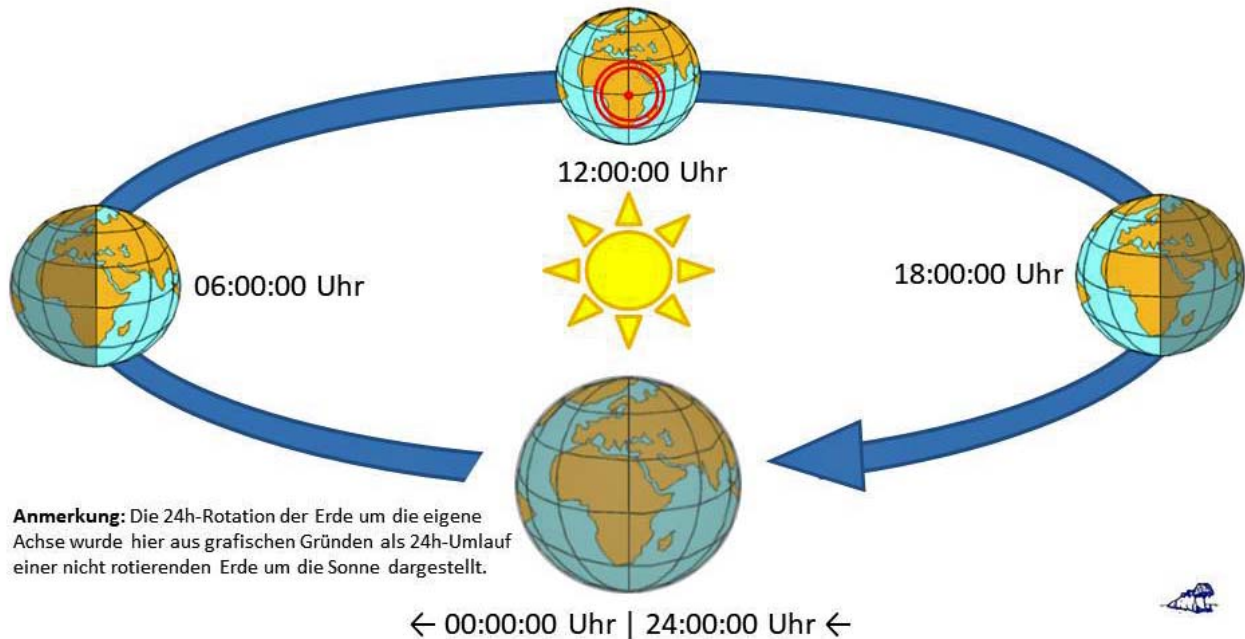 12:00:00 Uhr
06:00:00 Uhr
18:00:00 Uhr
Anmerkung: Die 24h-Rotation der Erde um die eigene
Achse wurde hier aus grafischen Gründen als 24h-Umlauf
einer nicht rotierenden Erde um die Sonne dargestellt.
← 00:00:00 Uhr | 24:00:00 Uhr ←